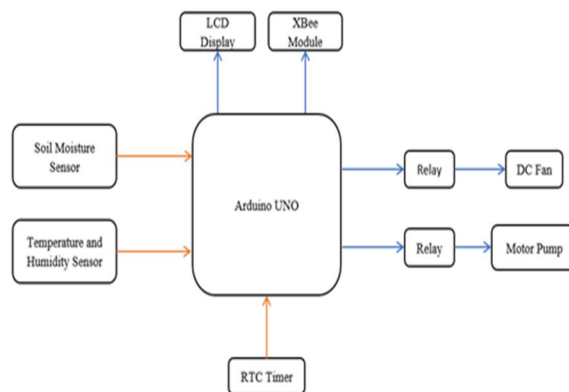 LCD
Display
XBee
Module
Soil Moisture
Sensor
Arduino UNO
Relay
DC Fan
Temperature and
Humidity Sensor
Relay
Motor Pump
RTC Timer